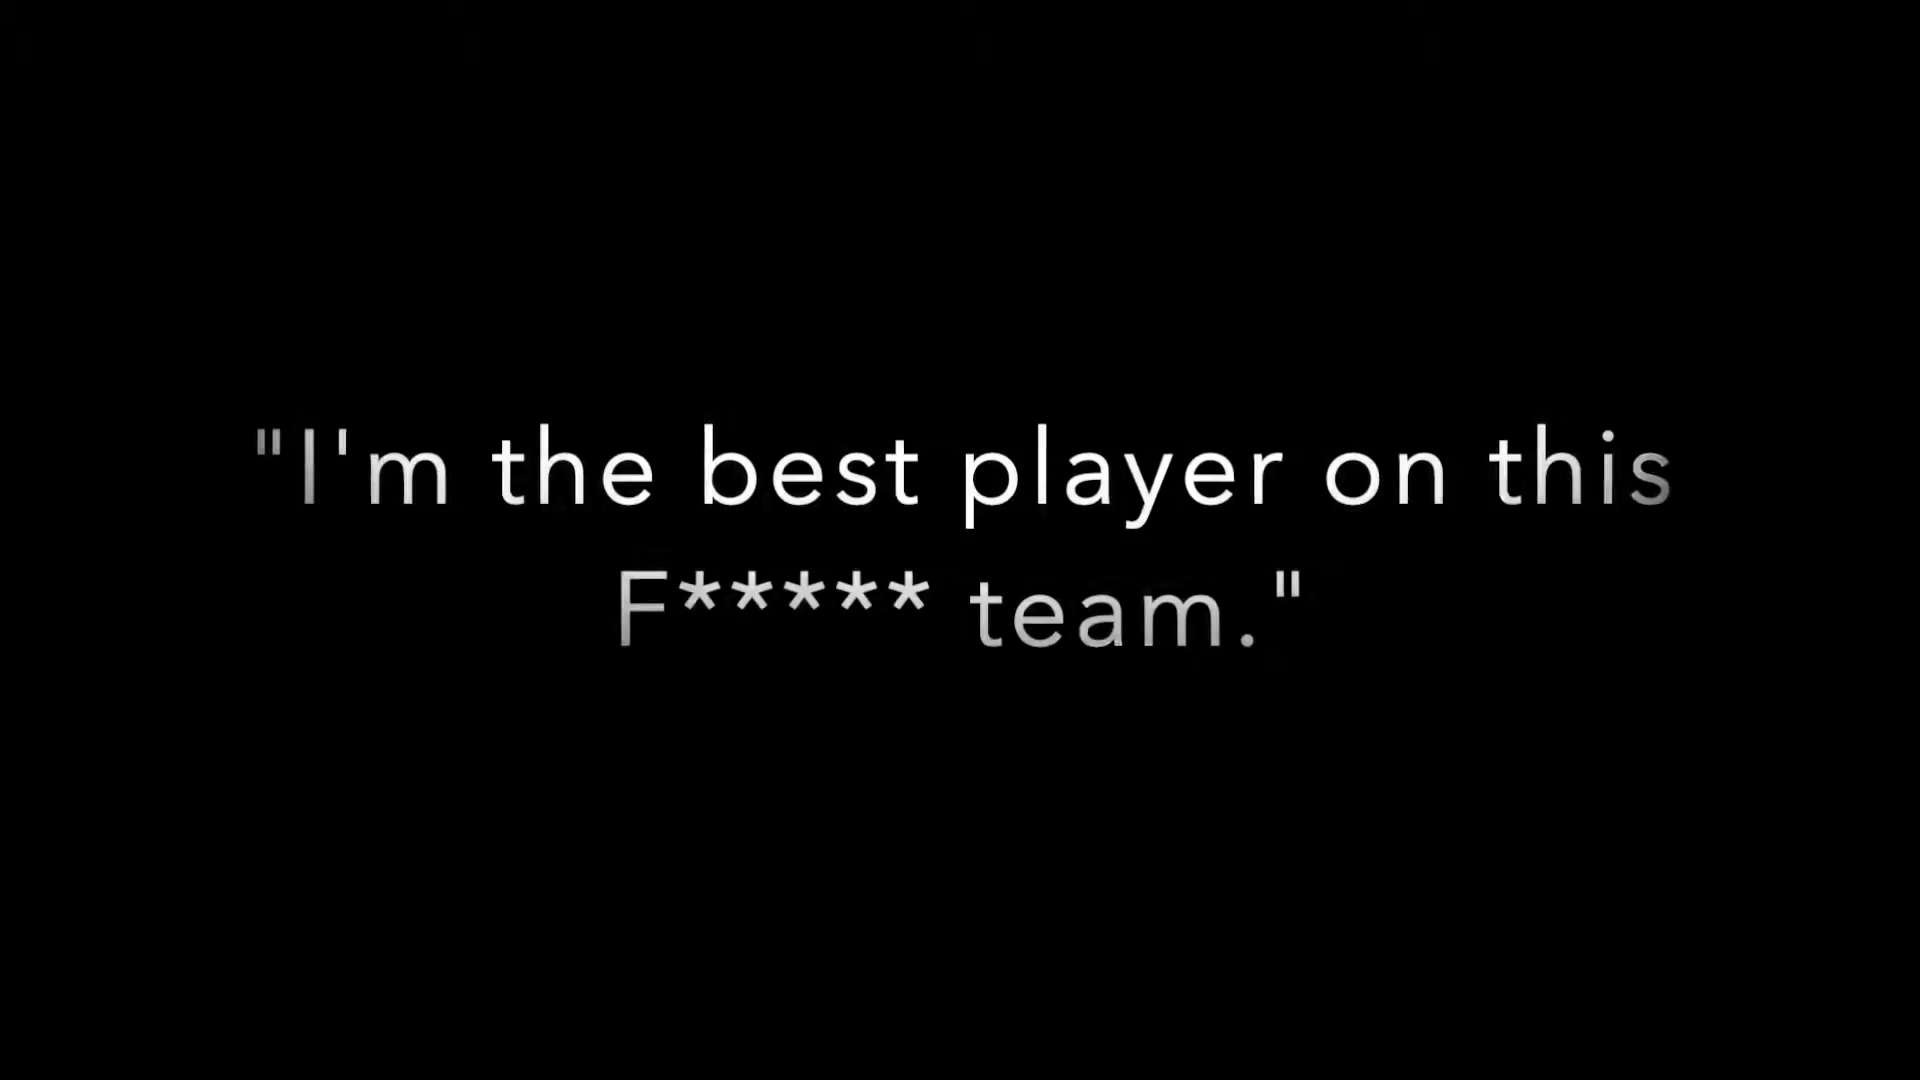 "I'm the best player on this
F***** team."